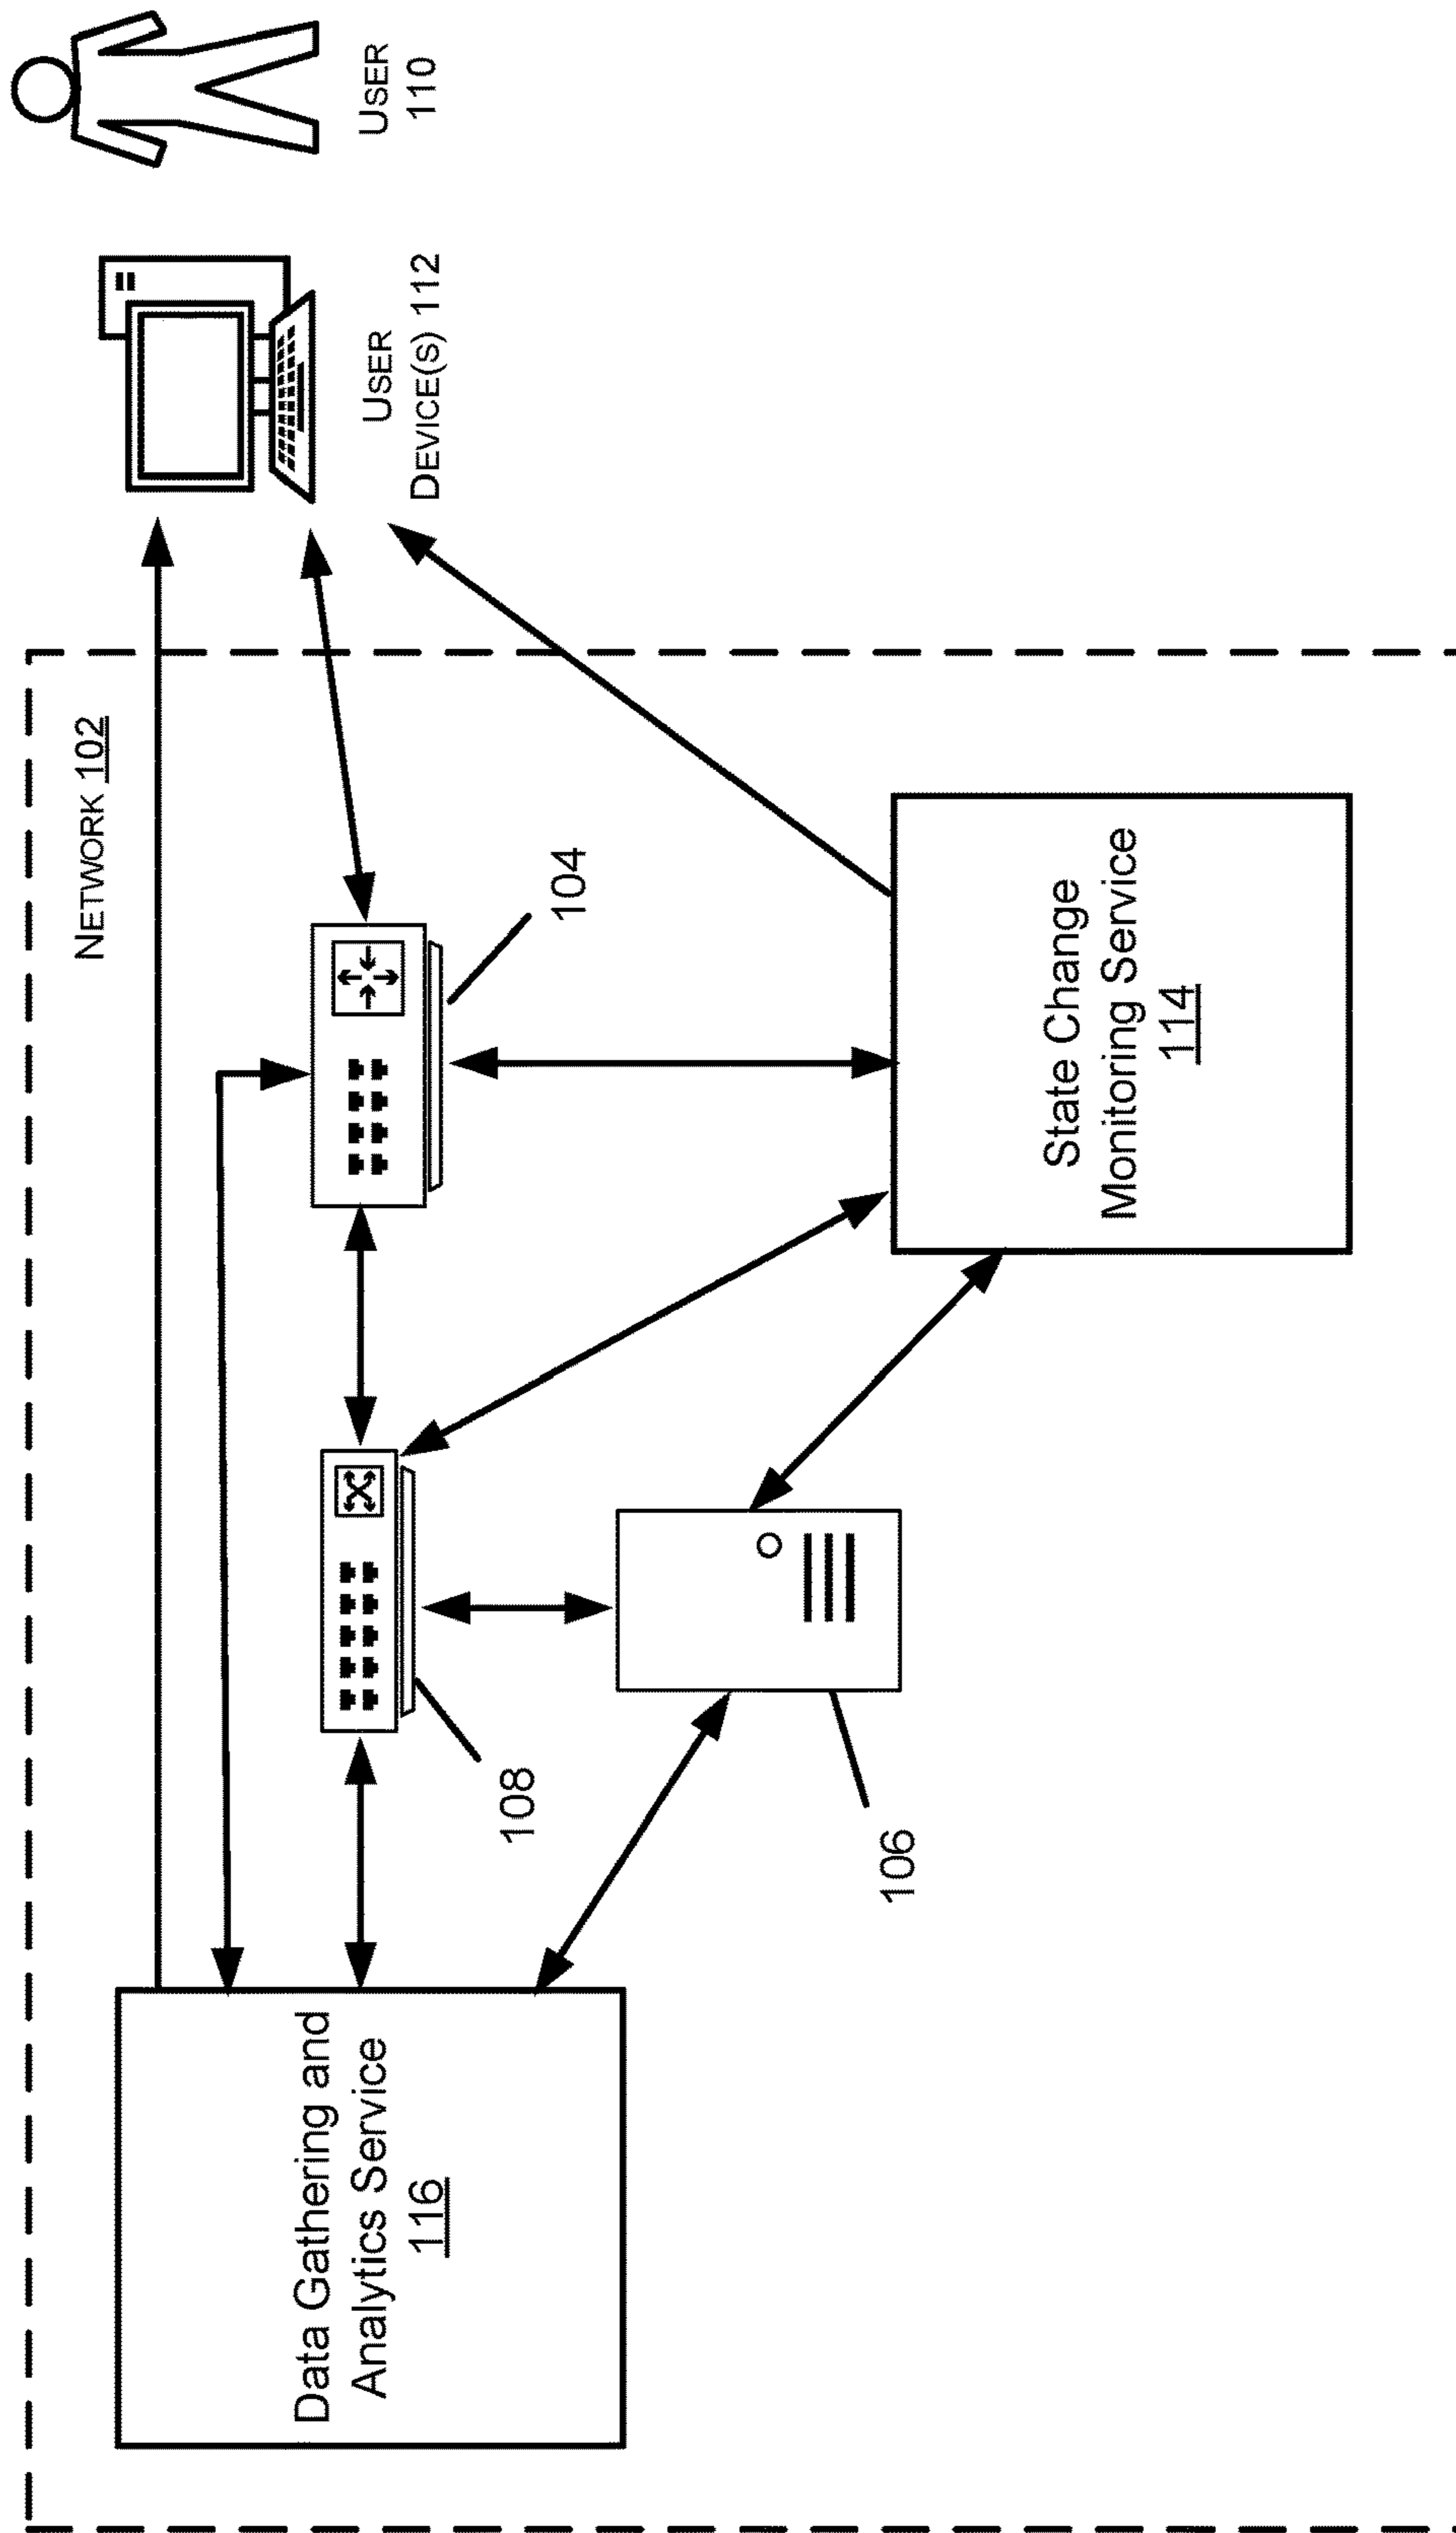 NETWORK 102
Data Gathering and
Analytics Service
116
108
104
106
State Change
Monitoring Service
114
USER
DEVICE(S) 112
USER
110